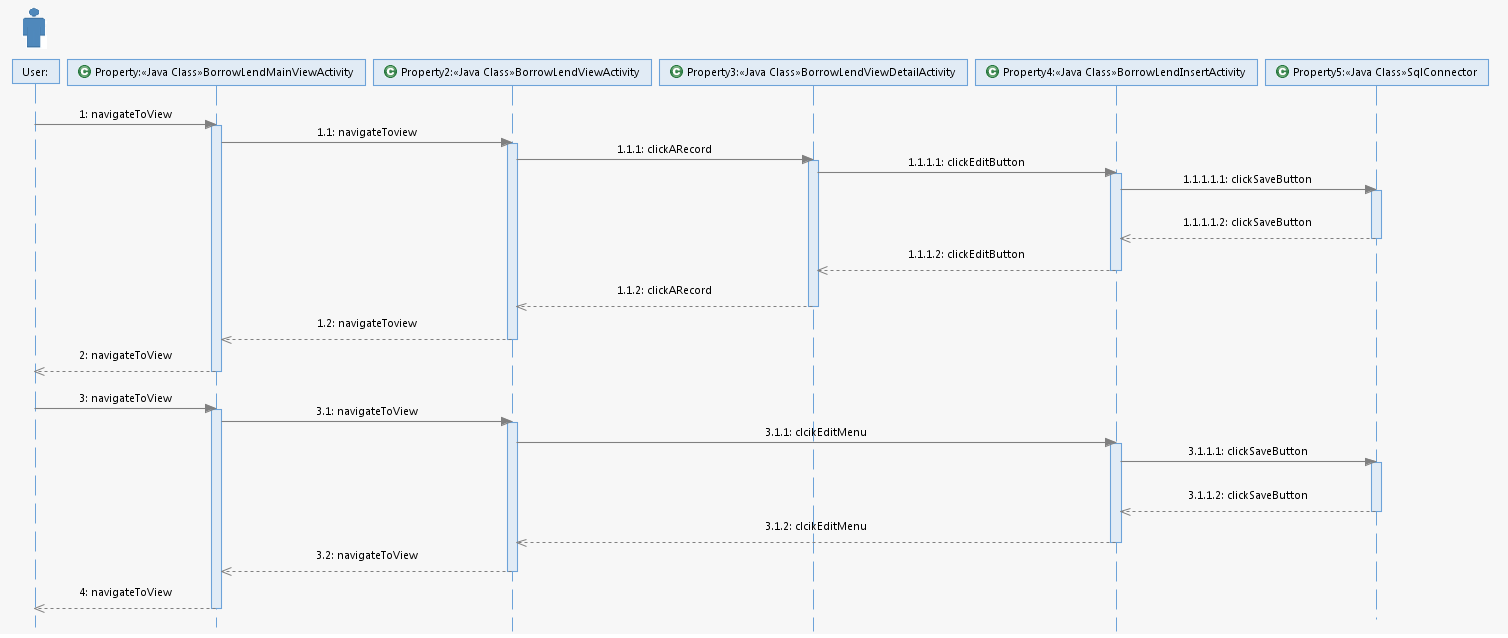 User:
C Property:«Java Class»BorrowLendMainViewActivity
C Property2:«Java Class»BorrowLendViewActivity
C Property3:«Java Class»BorrowLendViewDetailActivity
C Property4:«Java Class»BorrowLendInsertActivity
C Property5:«Java Class»SqlConnector
1: navigateToView
1.1: navigateToview
1.1.1: clickARecord
1.1.1.1: clickEditButton
1.1.1.1.1: clickSaveButton
1.1.1.1.2: clickSaveButton
1.1.1.2: clickEditButton
1.1.2: clickARecord
1.2: navigateToview
2: navigateToView
3: navigateToView
3.1: navigateToView
3.1.1: clcikEditMenu
3.1.1.1: clickSaveButton
3.1.1.2: clickSaveButton
3.1.2: clcikEditMenu
3.2: navigateToView
4: navigateToView